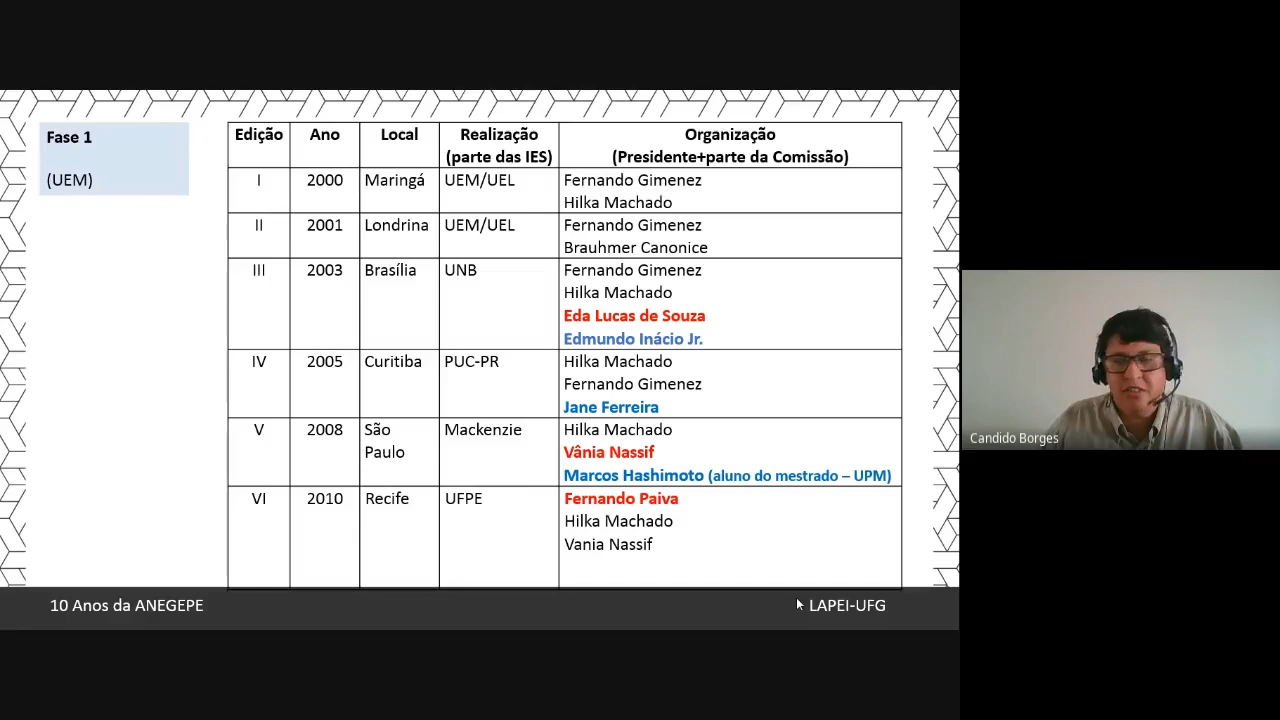 Fase 1
(UEM)
Edição Ano Local Realização (parte das IES) Organização (Presidente+parte da Comissão)
I 2000 Maringá UEM/UEL Fernando Gimenez
Hilka Machado
II 2001 Londrina UEM/UEL Fernando Gimenez
Brauhmer Canonice
III 2003 Brasília UNB Fernando Gimenez
Hilka Machado
Eda Lucas de Souza
Edmundo Inácio Jr.
IV 2005 Curitiba PUC-PR Hilka Machado
Fernando Gimenez
Jane Ferreira
V 2008 São Paulo Mackenzie Hilka Machado
Vânia Nassif
Marcos Hashimoto (aluno do mestrado – UPM)
VI 2010 Recife UFPE Fernando Paiva
Hilka Machado
Vania Nassif
10 Anos da ANEGEPE
LAPEI-UFG
Candido Borges